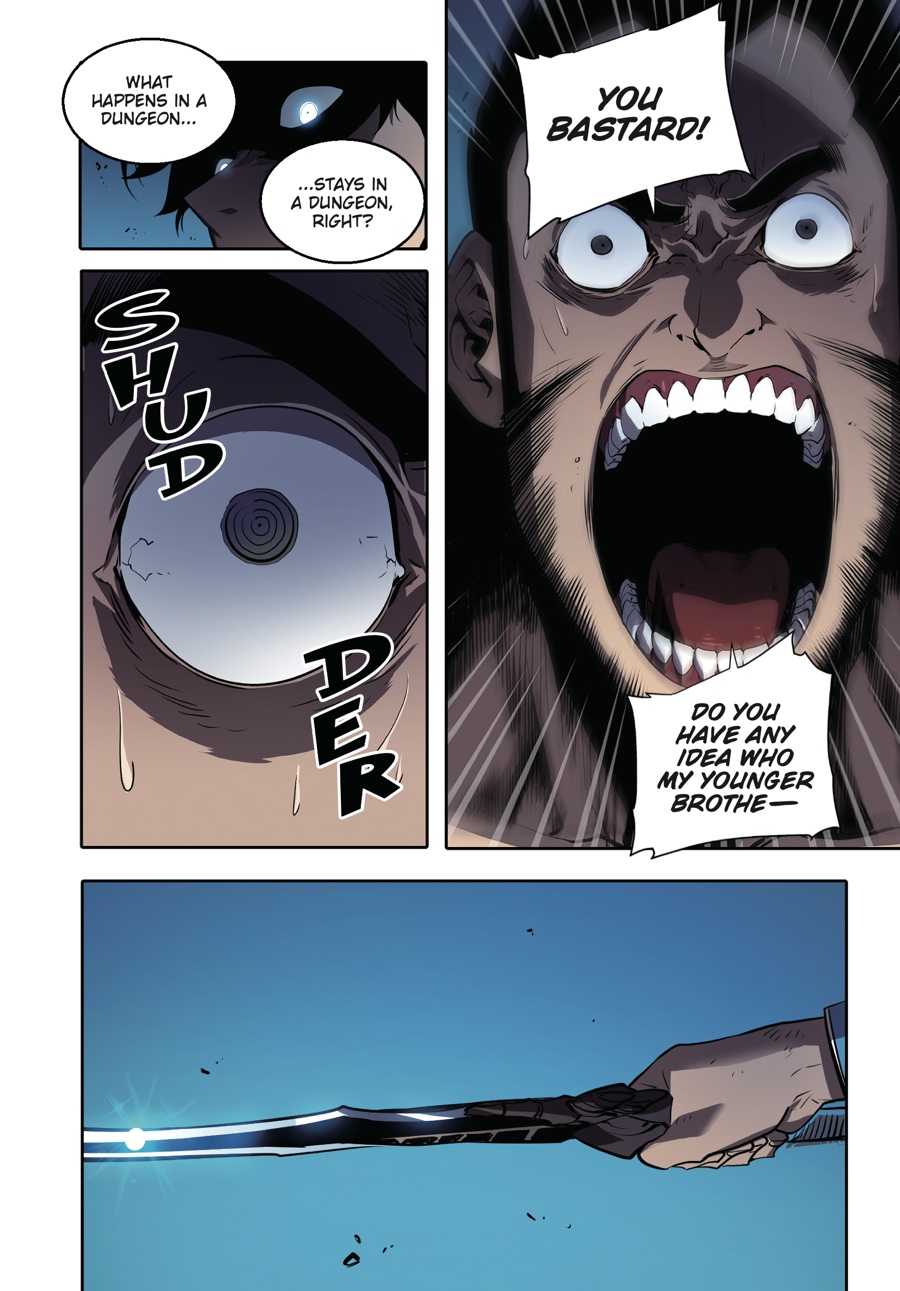 WHAT
HAPPENS IN A
DUNGEON...
...STAYS IN
A DUNGEON,
RIGHT?
SHUD
DER
YOU
BASTARD!
DO YOU
HAVE ANY
IDEA WHO
MY YOUNGER
BROTHE—